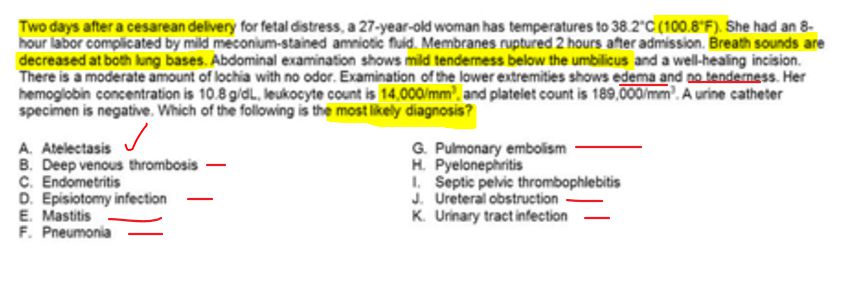 Two days after a cesarean delivery for fetal distress, a 27-year-old woman has temperatures to 38.2°C (100.8°F). She had an 8-
hour labor complicated by mild meconium-stained amniotic fluid. Membranes ruptured 2 hours after admission. Breath sounds are
decreased at both lung bases. Abdominal examination shows mild tenderness below the umbilicus and a well-healing incision.
There is a moderate amount of lochia with no odor. Examination of the lower extremities shows edema and no tenderness. Her
hemoglobin concentration is 10.8 g/dL, leukocyte count is 14,000/mm³, and platelet count is 189,000/mm³. A urine catheter
specimen is negative. Which of the following is the most likely diagnosis?
A. Atelectasis
B. Deep venous thrombosis
C. Endometritis
D. Episiotomy infection
E. Mastitis
F. Pneumonia
G. Pulmonary embolism
H. Pyelonephritis
I. Septic pelvic thrombophlebitis
J. Ureteral obstruction
K. Urinary tract infection